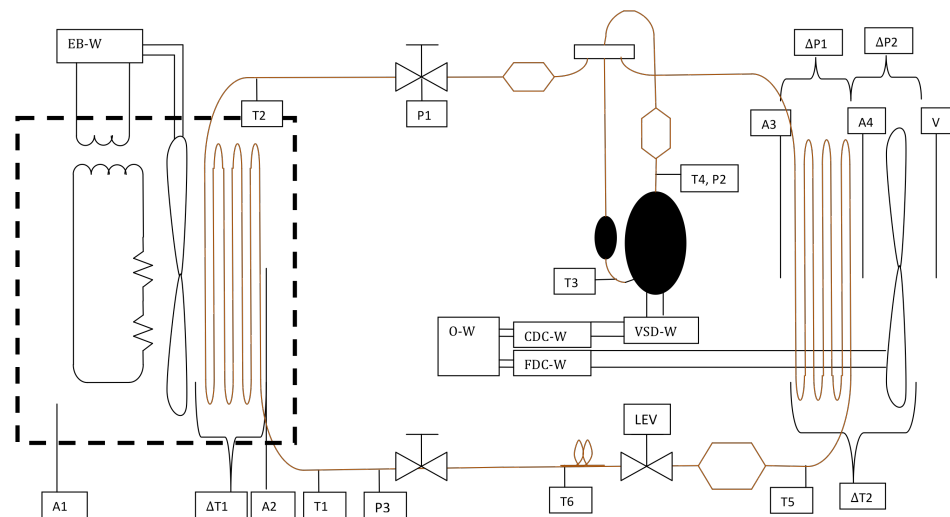 EB-W
ΔP1
ΔP2
T2
P1
A3
A4
V
T4, P2
T3
O-W
CDC-W
VSD-W
FDC-W
LEV
A1
ΔT1
A2
T1
P3
T6
T5
ΔT2